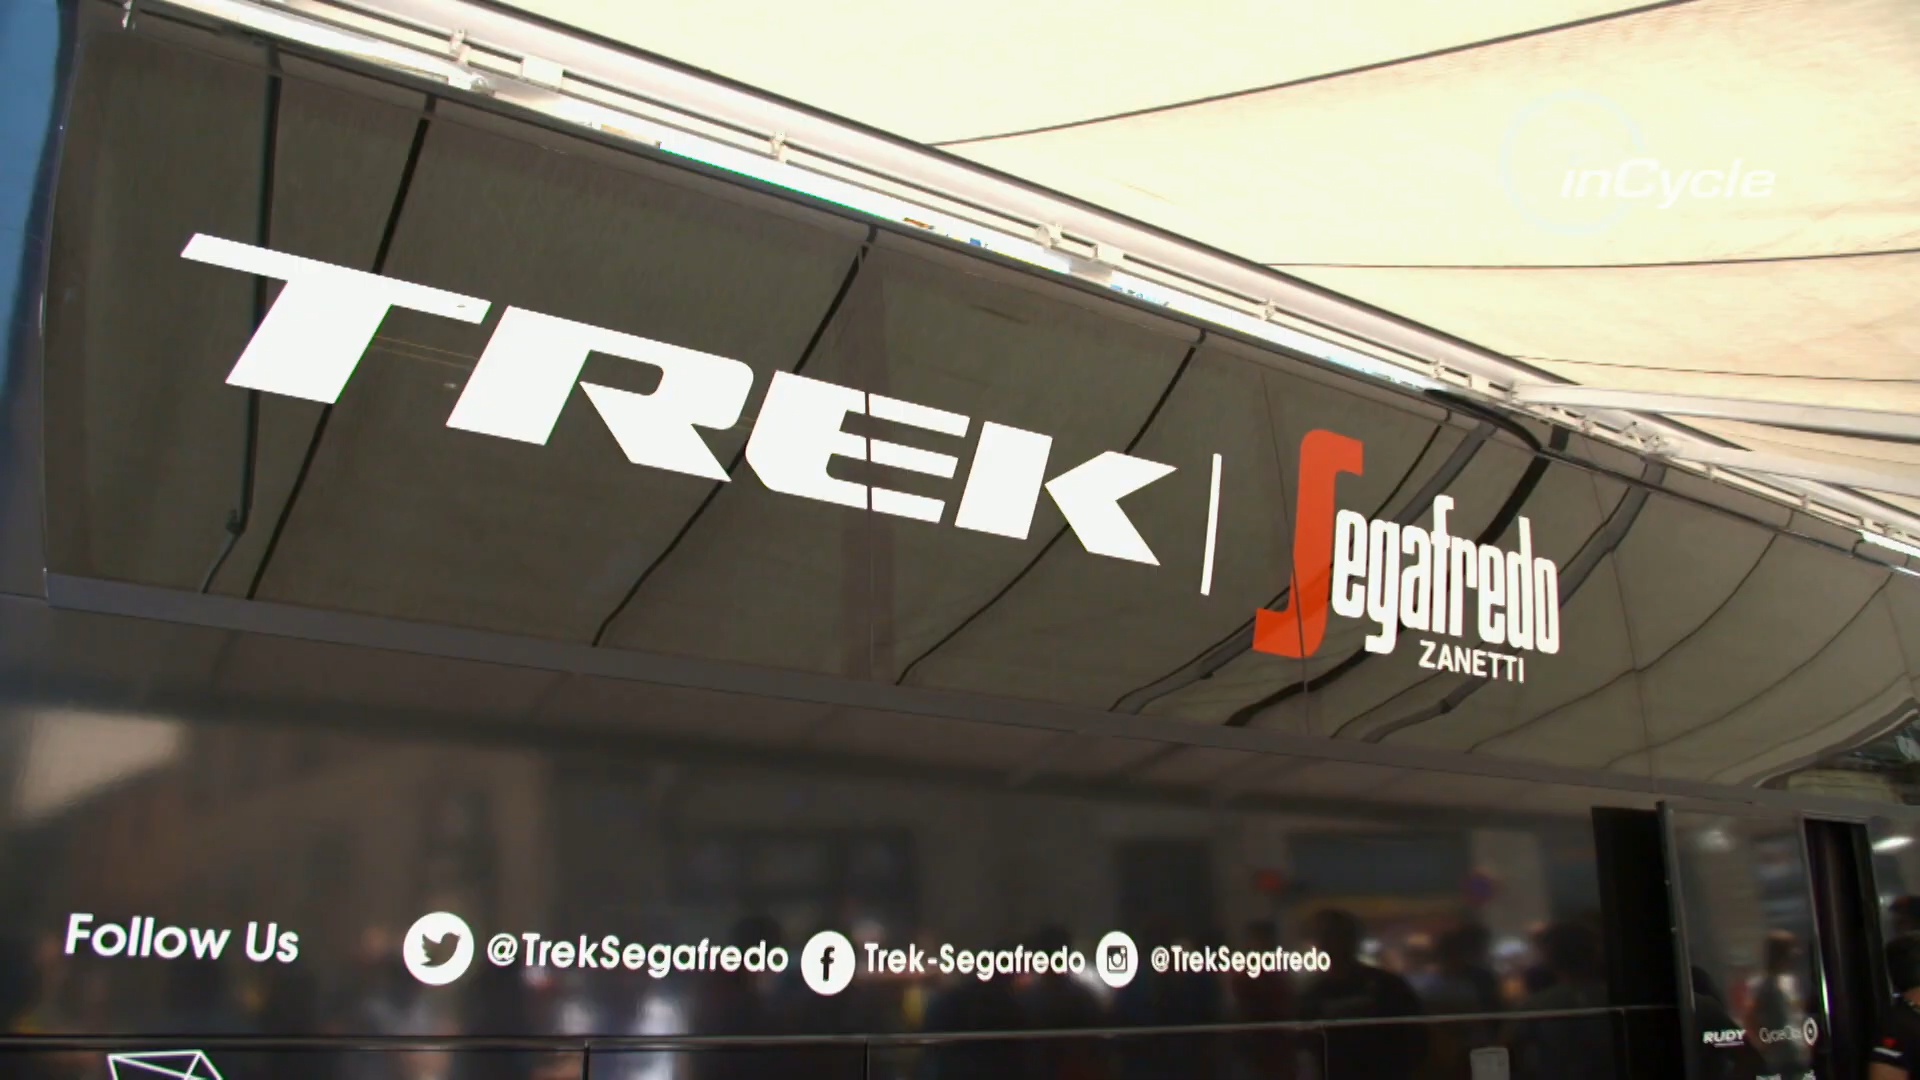 inCycle
TREK | Segafredo
ZANETTI
Follow Us @TrekSegafredo Trek-Segafredo @TrekSegafredo
RUDY